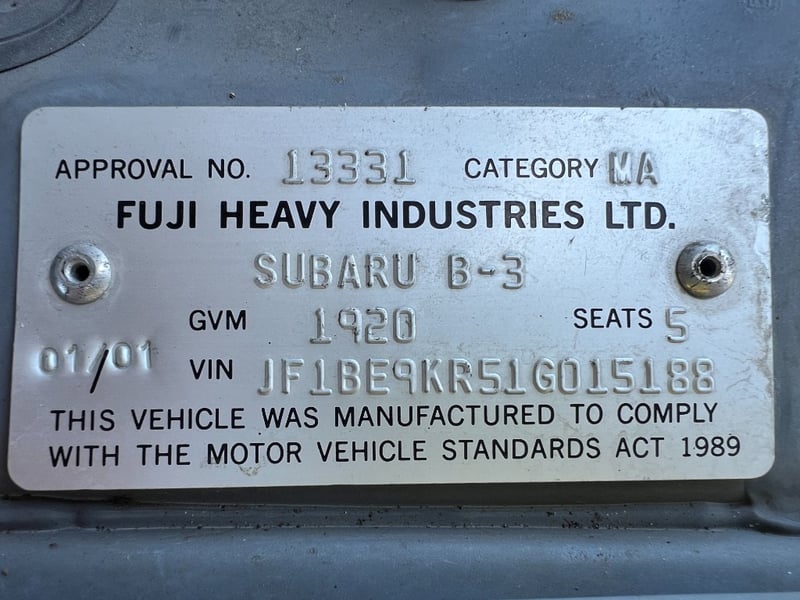 APPROVAL NO. 13331 CATEGORY MA
FUJI HEAVY INDUSTRIES LTD.
SUBARU B-3
GVM 1920 SEATS 5
01/01 VIN JF1BE9KR51G015188
THIS VEHICLE WAS MANUFACTURED TO COMPLY
WITH THE MOTOR VEHICLE STANDARDS ACT 1989